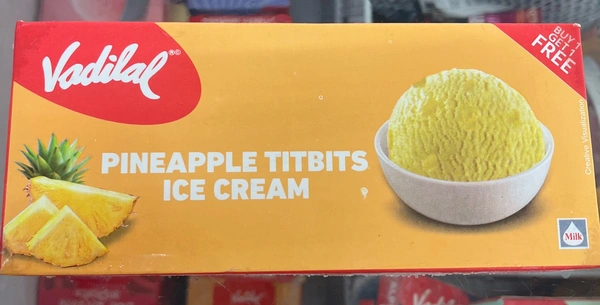 Vadilal®©
BUY 1
GET 1
FREE
PINEAPPLE TITBITS
ICE CREAM
Creative Visualization
Milk